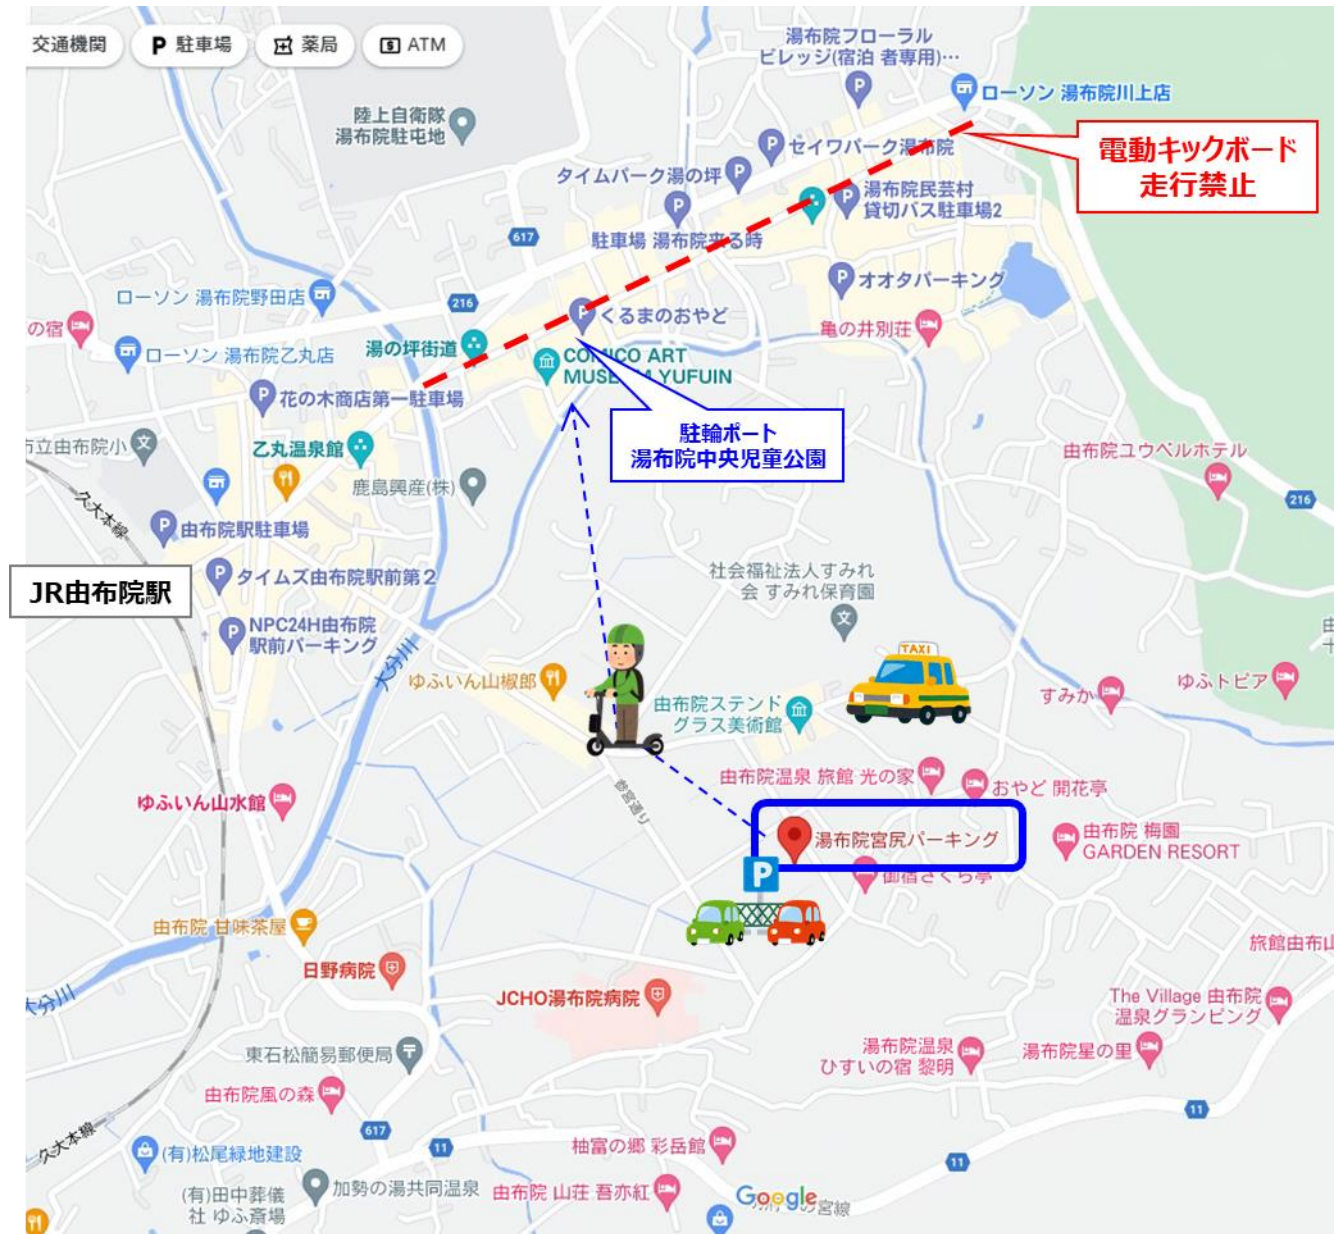 交通機関
P 駐車場
薬局
ATM
湯布院フローラル
ビレッジ(宿泊 者専用)…
ローソン 湯布院川上店
陸上自衛隊
湯布院駐屯地
セイワパーク湯布院
電動キックボード
走行禁止
タイムパーク湯の坪
湯布院民芸村
貸切バス駐車場2
617
駐車場 湯布院来る時
オオタパーキング
ローソン 湯布院野田店
216
くるまのおやど
の宿
亀の井別荘
ローソン 湯布院乙丸店
湯の坪街道
COMICO ART
MUSEUM YUFUIN
花の木商店第一駐車場
駐輪ポート
湯布院中央児童公園
市立由布院小
乙丸温泉館
由布院ユウベルホテル
鹿島興産(株)
久大本線
216
由布院駅駐車場
JR由布院駅
タイムズ由布院駅前第2
社会福祉法人すみれ
会 すみれ保育園
NPC24H由布院
駅前パーキング
大分川
TAXI
ゆふいん山椒郎
由布院ステンド
グラス美術館
すみか
ゆふトピア
由布院温泉 旅館 光の家
おやど 開花亭
ゆふいん山水館
参宮通り
湯布院宮尻パーキング
由布院 梅園
GARDEN RESORT
P
御宿さくら亭
由布院 甘味茶屋
旅館由布山
日野病院
JCHO湯布院病院
大分川
The Village 由布院
温泉グランピング
東石松簡易郵便局
湯布院温泉
ひすいの宿 黎明
湯布院星の里
由布院風の森
11
617
久大本線
11
柚富の郷 彩岳館
11
(有)松尾緑地建設
加勢の湯共同温泉
(有)田中葬儀
社 ゆふ斎場
由布院 山荘 吾亦紅
Google